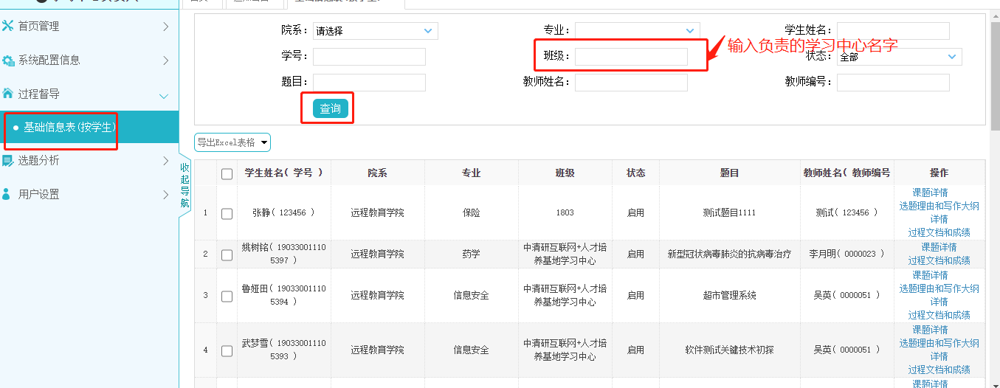 首页管理
系统配置信息
过程督导
基础信息表(按学生)
选题分析
用户设置
收起导航
院系：
请选择
专业：
学生姓名：
学号：
班级：
输入负责的学习中心名字
状态：
全部
题目：
教师姓名：
教师编号：
查询
导出Excel表格
学生姓名( 学号 ) 院系 专业 班级 状态 题目 教师姓名( 教师编号 操作
1 张静( 123456 ) 远程教育学院 保险 1803 启用 测试题目1111 测试( 123456 )
课题详情
选题理由和写作大纲
详情
过程文档和成绩
2 姚树铭( 19033001110
5397 ) 远程教育学院 药学 中清研互联网+人才培
养基地学习中心 启用 新型冠状病毒肺炎的抗病毒治疗 李月明( 0000023 )
课题详情
过程文档和成绩
3 鲁娅田( 19033001110
5394 ) 远程教育学院 信息安全 中清研互联网+人才培
养基地学习中心 启用 超市管理系统 吴英( 0000051 )
课题详情
选题理由和写作大纲
详情
过程文档和成绩
4 武梦雪( 19033001110
5393 ) 远程教育学院 信息安全 中清研互联网+人才培
养基地学习中心 启用 软件测试关键技术初探 吴英( 0000051 )
课题详情
选题理由和写作大纲
详情
过程文档和成绩
课题详情